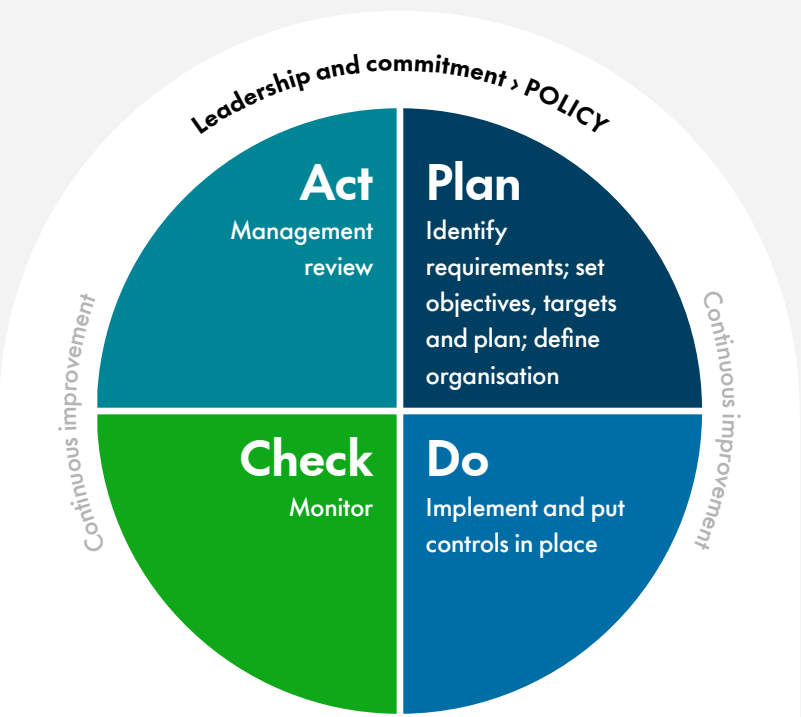 Leadership and commitment › POLICY
Act
Management
review
Plan
Identify
requirements; set
objectives, targets
and plan; define
organisation
Continuous improvement
Continuous improvement
Check
Monitor
Do
Implement and put
controls in place